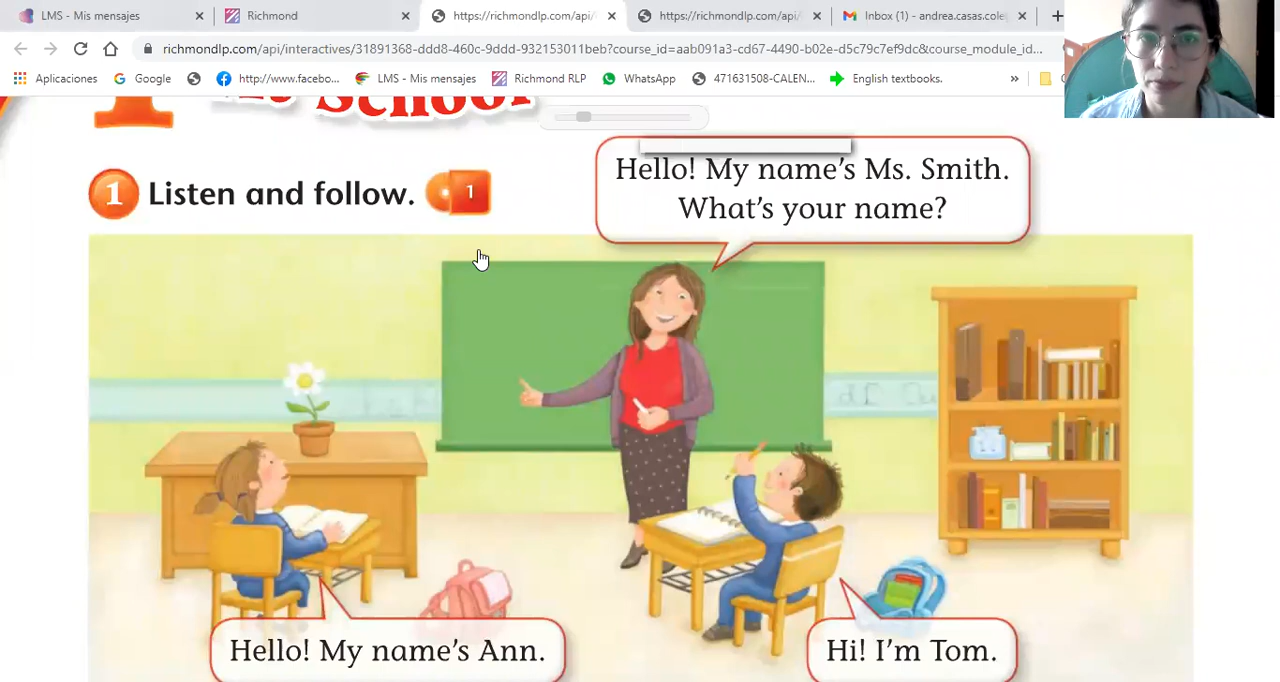 LMS - Mis mensajes
Richmond
https://richmondlp.com/api/
https://richmondlp.com/api/
Inbox (1) - andrea.casas.cole
richmondlp.com/api/interactives/31891368-ddd8-460c-9ddd-932153011beb?course_id=aab091a3-cd67-4490-b02e-d5c79c7ef9dc&course_module_id...
Aplicaciones
Google
http://www.facebo...
LMS - Mis mensajes
Richmond RLP
WhatsApp
471631508-CALEN...
English textbooks.
»
School
1 Listen and follow. 1
Hello! My name's Ms. Smith.
What's your name?
Hello! My name's Ann.
Hi! I'm Tom.